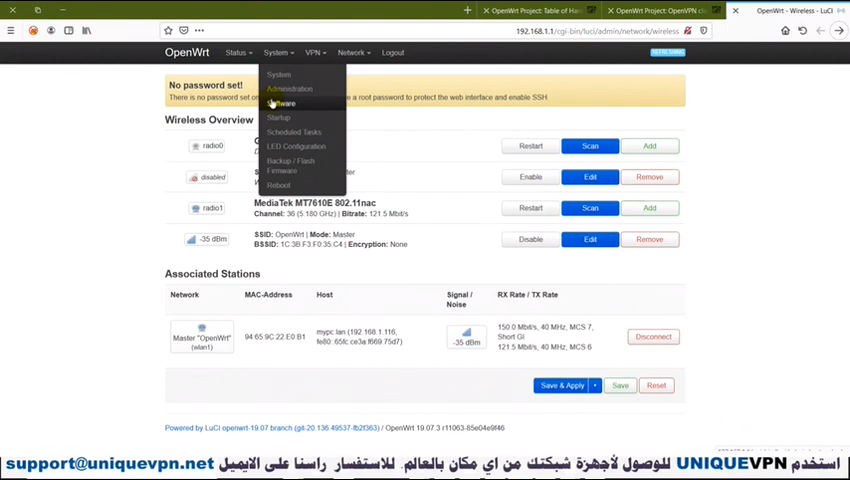 OpenWrt Project: Table of Har
OpenWrt Project: OpenVPN cli
OpenWrt - Wireless - LuCI
192.168.1.1/cgi-bin/luci/admin/network/wireless
OpenWrt Status System VPN Network Logout REFRESHING
System
Administration
Software
Startup
Scheduled Tasks
LED Configuration
Backup / Flash
Firmware
Reboot
No password set!
There is no password set on
e a root password to protect the web interface and enable SSH.
Wireless Overview
radio0 Restart Scan Add
disabled Enable Edit Remove
radio1 MediaTek MT7610E 802.11nac
Channel: 36 (5.180 GHz) | Bitrate: 121.5 Mbit/s
Restart Scan Add
-35 dBm SSID: OpenWrt | Mode: Master
BSSID: 1C:3B:F3:F0:35:C4 | Encryption: None
Disable Edit Remove
Associated Stations
Network MAC-Address Host Signal / Noise RX Rate / TX Rate
Master "OpenWrt" (wlan1)
94:65:9C:22:E0:B1
mypc.lan (192.168.1.116,
fe80::65fc:ce3a:f669:75d7)
-35 dBm
150.0 Mbit/s, 40 MHz, MCS 7,
Short GI
121.5 Mbit/s, 40 MHz, MCS 6
Disconnect
Save & Apply Save Reset
Powered by LuCI openwrt-19.07 branch (git-20.136.49537-fb2f363) / OpenWrt 19.07.3 r11063-85e04e9f46
استخدم UNIQUEVPN للوصول لأجهزة شبكتك من اي مكان بالعالم. للاستفسار راسنا على الايميل support@uniquevpn.net